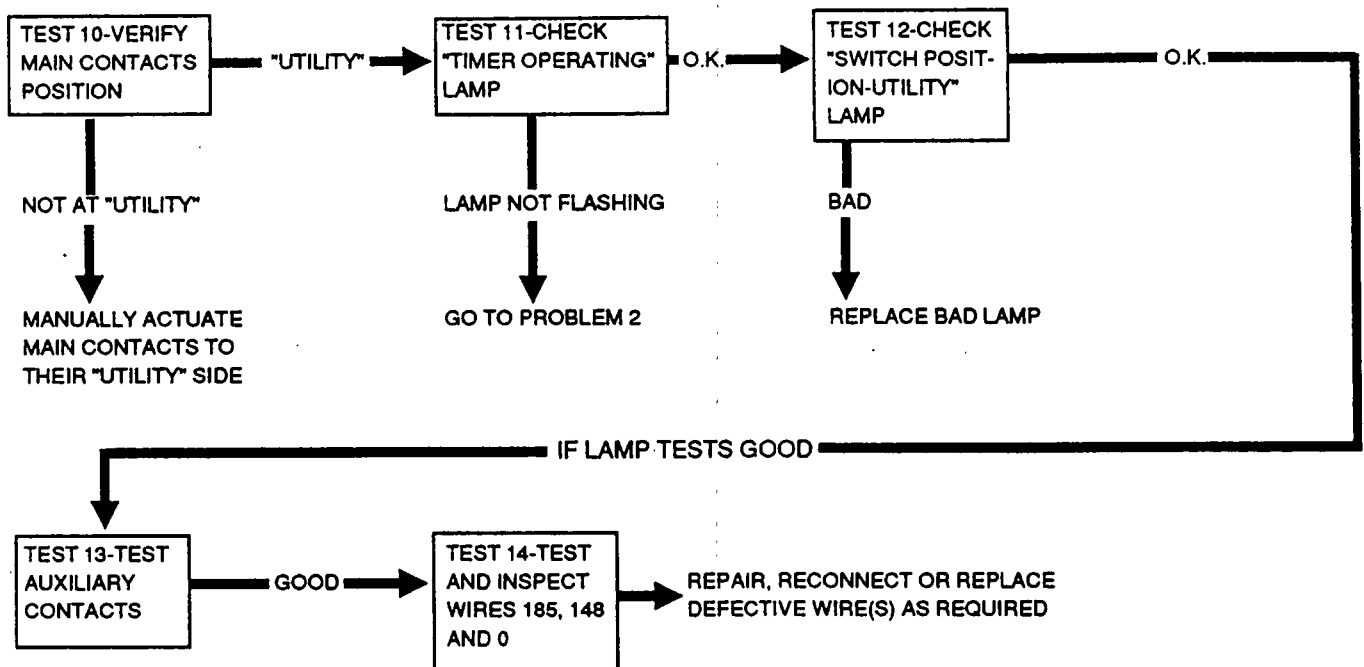 TEST 10-VERIFY
MAIN CONTACTS
POSITION
"UTILITY"
TEST 11-CHECK
"TIMER OPERATING"
LAMP
O.K.
TEST 12-CHECK
"SWITCH POSIT-
ION-UTILITY"
LAMP
O.K.
NOT AT "UTILITY"
LAMP NOT FLASHING
BAD
MANUALLY ACTUATE
MAIN CONTACTS TO
THEIR "UTILITY" SIDE
GO TO PROBLEM 2
REPLACE BAD LAMP
IF LAMP TESTS GOOD
TEST 13-TEST
AUXILIARY
CONTACTS
GOOD
TEST 14-TEST
AND INSPECT
WIRES 185, 148
AND 0
REPAIR, RECONNECT OR REPLACE
DEFECTIVE WIRE(S) AS REQUIRED